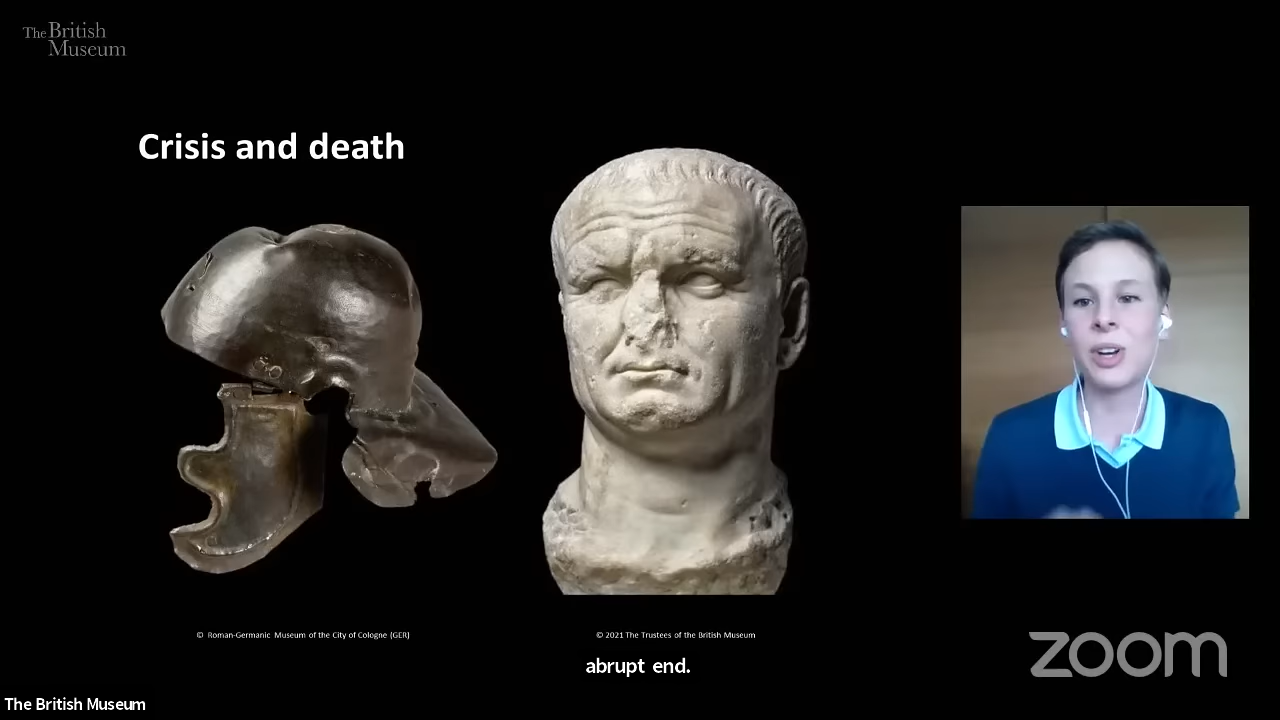 The British
Museum
Crisis and death
© Roman-Germanic Museum of the City of Cologne (GER)
© 2021 The Trustees of the British Museum
abrupt end.
zoom
The British Museum